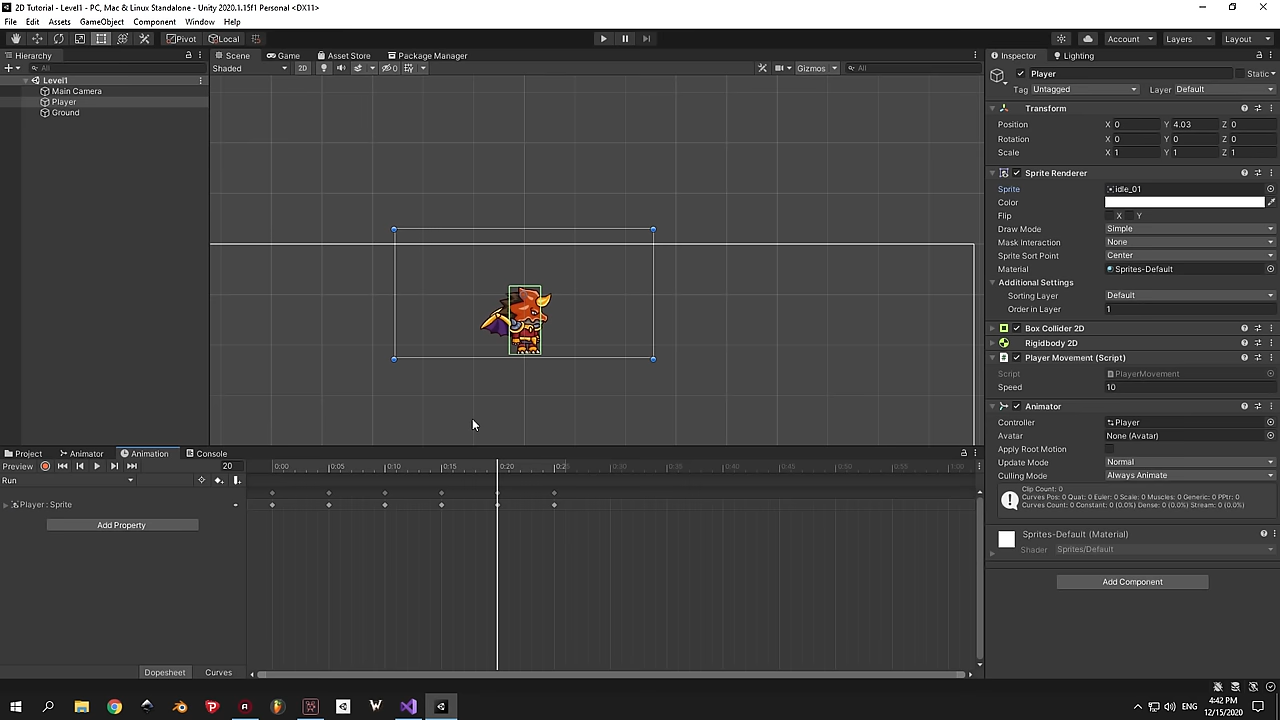 2D Tutorial - Level1 - PC, Mac & Linux Standalone - Unity 2020.1.15f1 Personal <DX11>
File Edit Assets GameObject Component Window Help
Pivot Local Account Layers Layout
Hierarchy Scene Game Asset Store Package Manager Inspector Lighting
All Shaded 2D 0 Gizmos All
Player Static
Level1
Main Camera
Player
Ground
Tag Untagged Layer Default
Transform
Position X 0 Y 4.03 Z 0
Rotation X 0 Y 0 Z 0
Scale X 1 Y 1 Z 1
Sprite Renderer
Sprite idle_01
Color
Flip X Y
Draw Mode Simple
Mask Interaction None
Sprite Sort Point Center
Material Sprites-Default
Additional Settings
Sorting Layer Default
Order in Layer 1
Box Collider 2D
Rigidbody 2D
Player Movement (Script)
Script PlayerMovement
Speed 10
Animator
Controller Player
Avatar None (Avatar)
Apply Root Motion
Update Mode Normal
Culling Mode Always Animate
Clip Count: 0
Curves Pos: 0 Quat: 0 Euler: 0 Scale: 0 Muscles: 0 Generic: 0 PPtr: 0
Curves Count: 0 Constant: 0 (0.0%) Dense: 0 (0.0%) Stream: 0 (0.0%)
Sprites-Default (Material)
Shader Sprites/Default
Add Component
Project Animator Animation Console
Preview 20 0:00 0:05 0:10 0:15 0:20 0:25 0:30 0:35 0:40 0:45 0:50 0:55 1:00
Run
Player : Sprite
Add Property
Dopesheet Curves
ENG
4:42 PM
12/15/2020